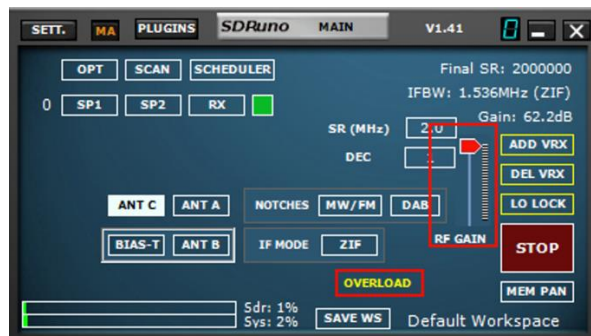 SETT. MA PLUGINS SDRuno MAIN V1.41 0
OPT SCAN SCHEDULER Final SR: 2000000
IFBW: 1.536MHz (ZIF)
0 SP1 SP2 RX Gain: 62.2dB
SR (MHz) 2.0
ADD VRX
DEC 1
DEL VRX
ANT C ANT A NOTCHES MW/FM DAB LO LOCK
BIAS-T ANT B IF MODE ZIF RF GAIN STOP
OVERLOAD
MEM PAN
Sdr: 1%
Sys: 2% SAVE WS Default Workspace